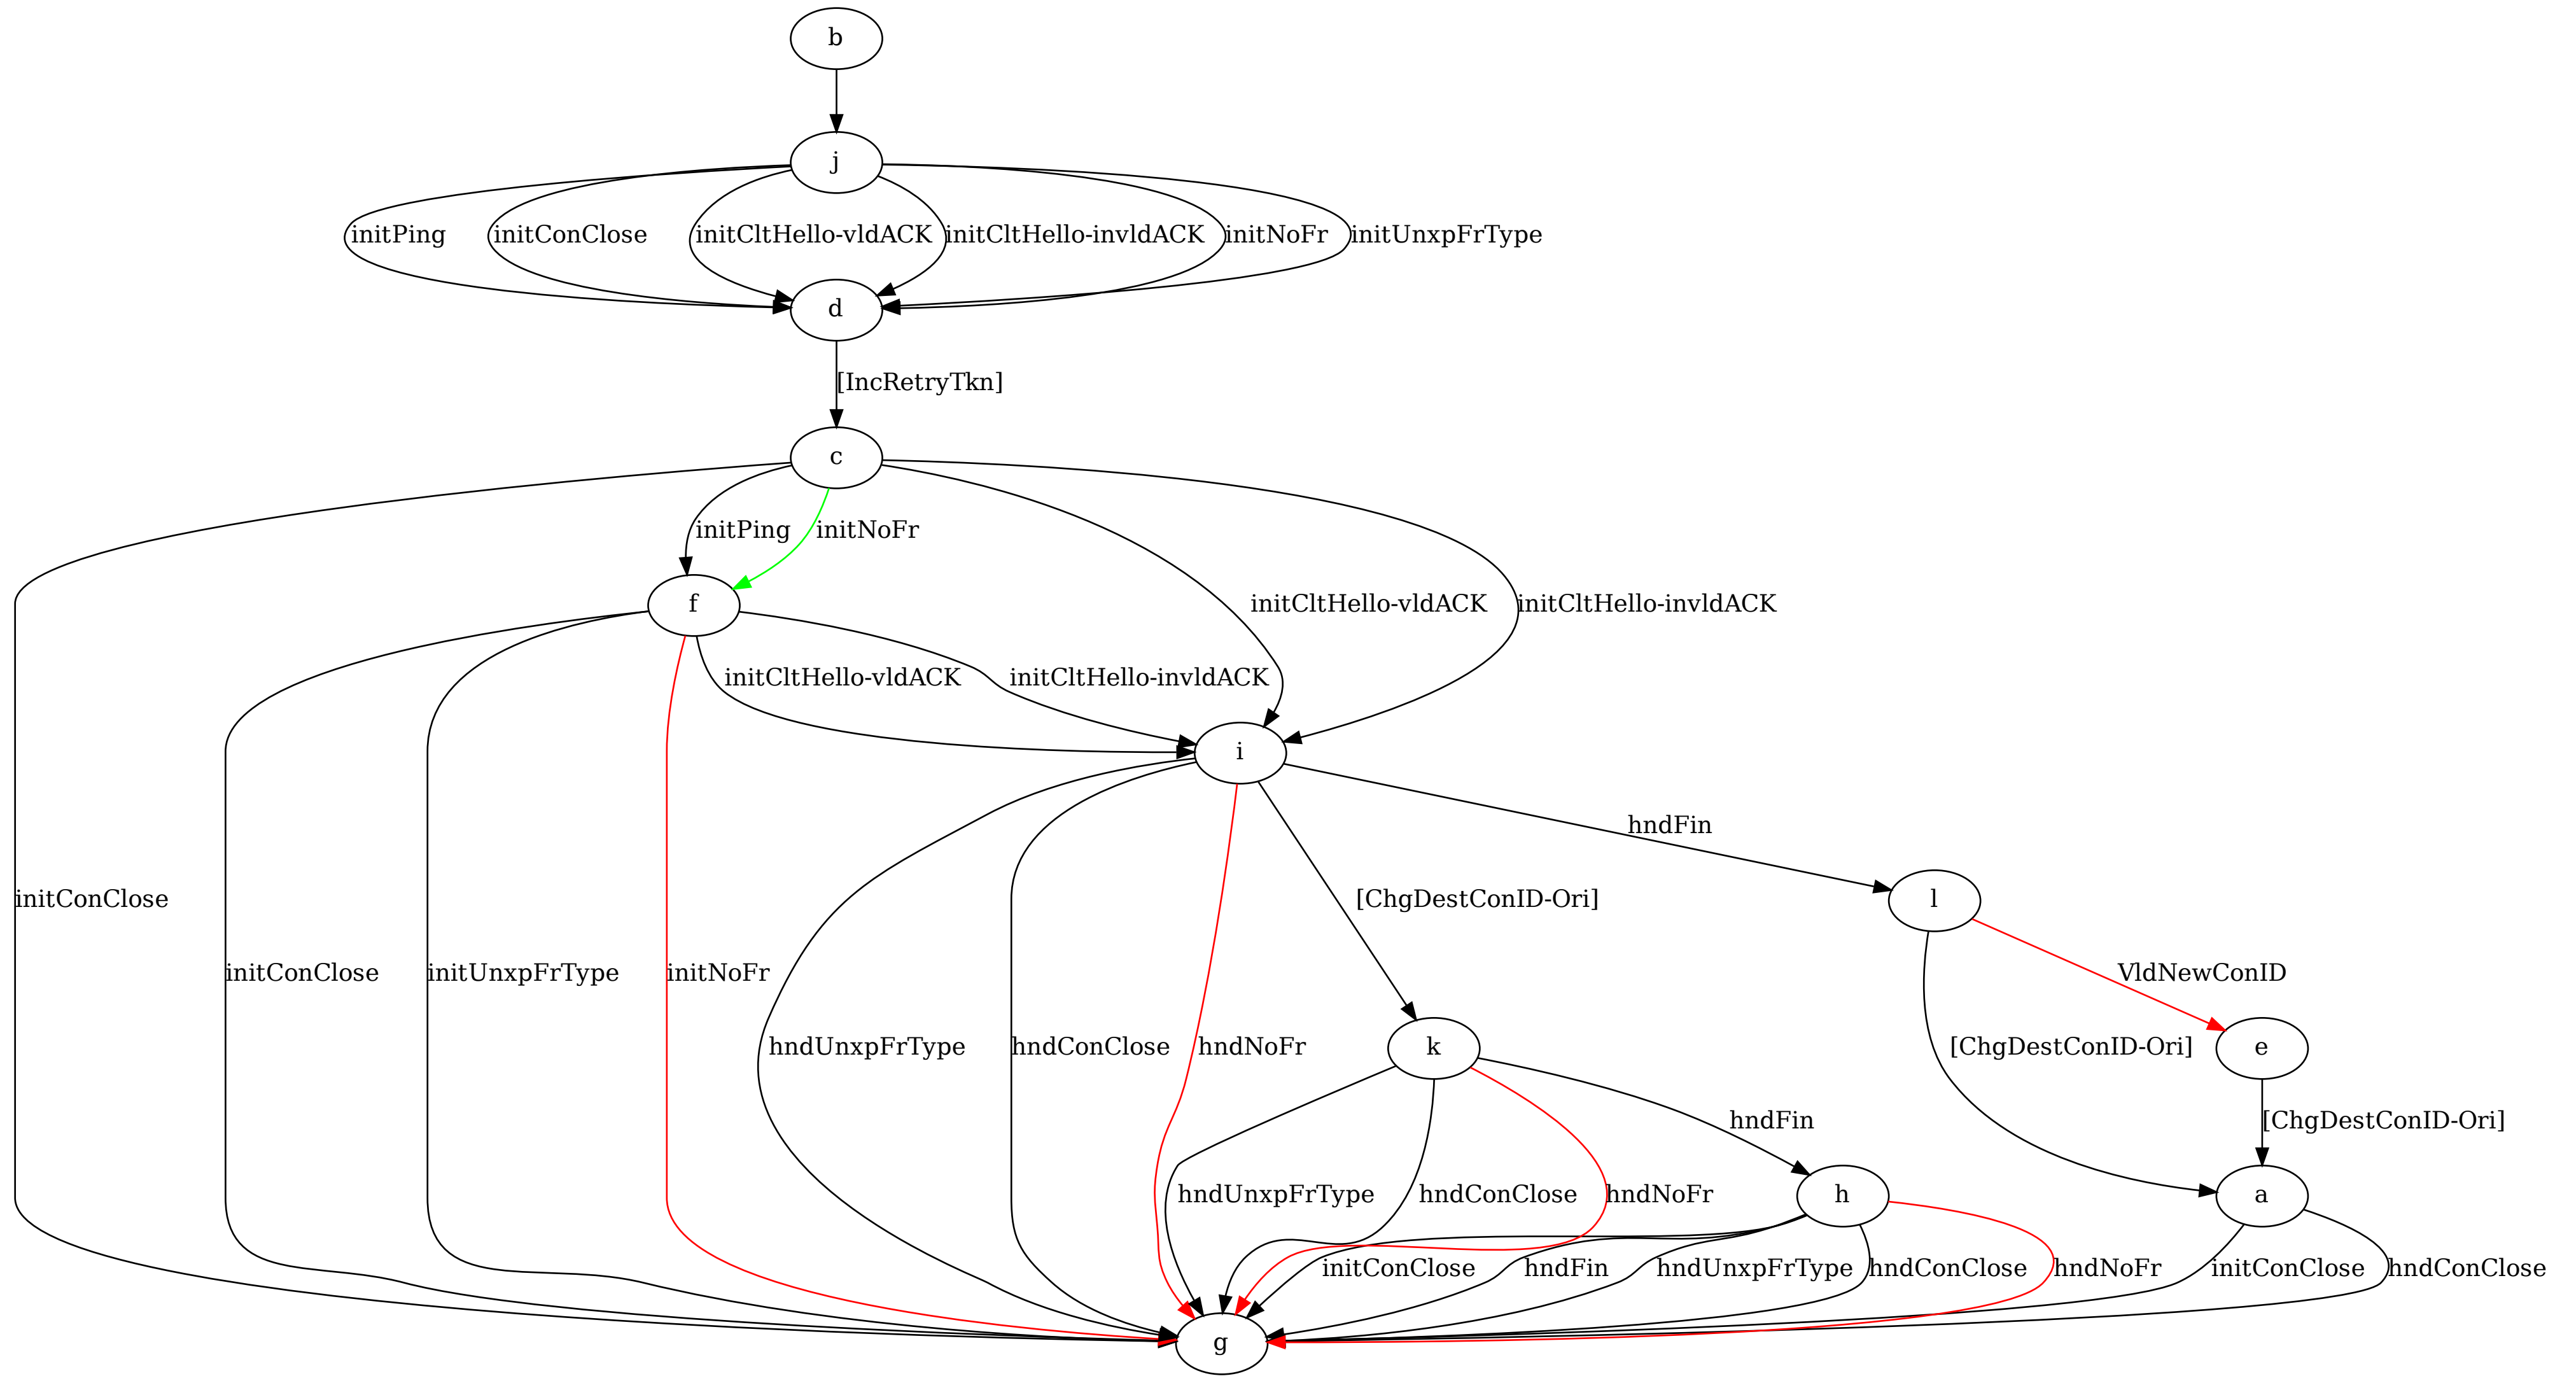 b
j
initPing
initConClose
initCltHello-vldACK
initCltHello-invldACK
initNoFr
initUnxpFrType
d
[IncRetryTkn]
c
initPing
initNoFr
f
initCltHello-vldACK
initCltHello-invldACK
initCltHello-vldACK
initCltHello-invldACK
i
hndFin
initConClose
[ChgDestConID-Ori]
l
initConClose
initUnxpFrType
initNoFr
VldNewConID
hndUnxpFrType
hndConClose
hndNoFr
k
[ChgDestConID-Ori]
e
hndFin
[ChgDestConID-Ori]
hndUnxpFrType
hndConClose
hndNoFr
h
a
initConClose
hndFin
hndUnxpFrType
hndConClose
hndNoFr
initConClose
hndConClose
g